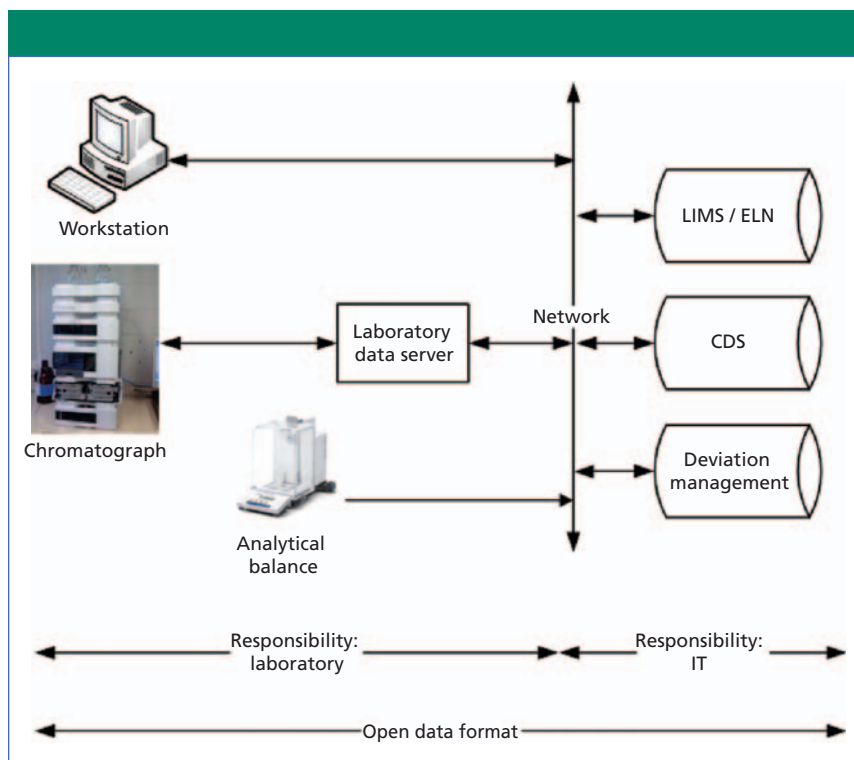 Workstation
LIMS / ELN
Chromatograph
Laboratory
data server
Network
CDS
Analytical
balance
Deviation
management
Responsibility:
laboratory
Responsibility:
IT
Open data format